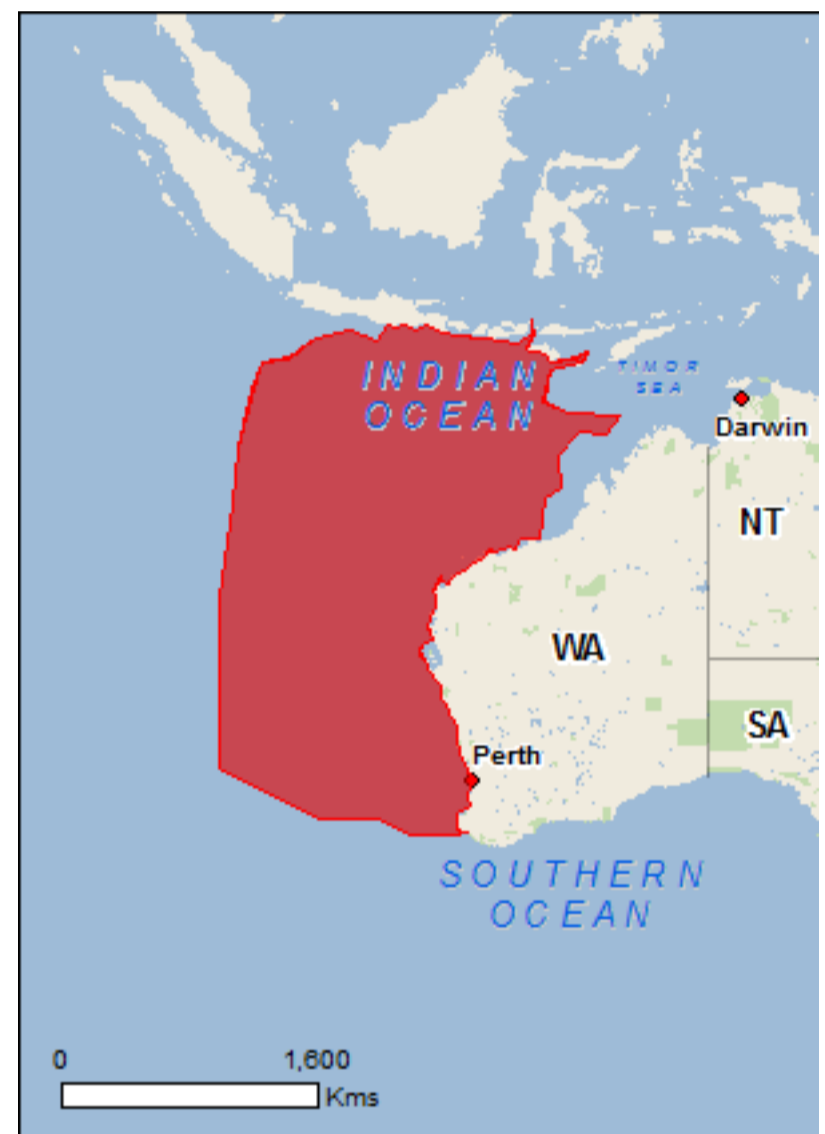 INDIAN
OCEAN
TIMOR
SEA
Darwin
NT
WA
SA
Perth
SOUTHERN
OCEAN
0 1,600
Kms